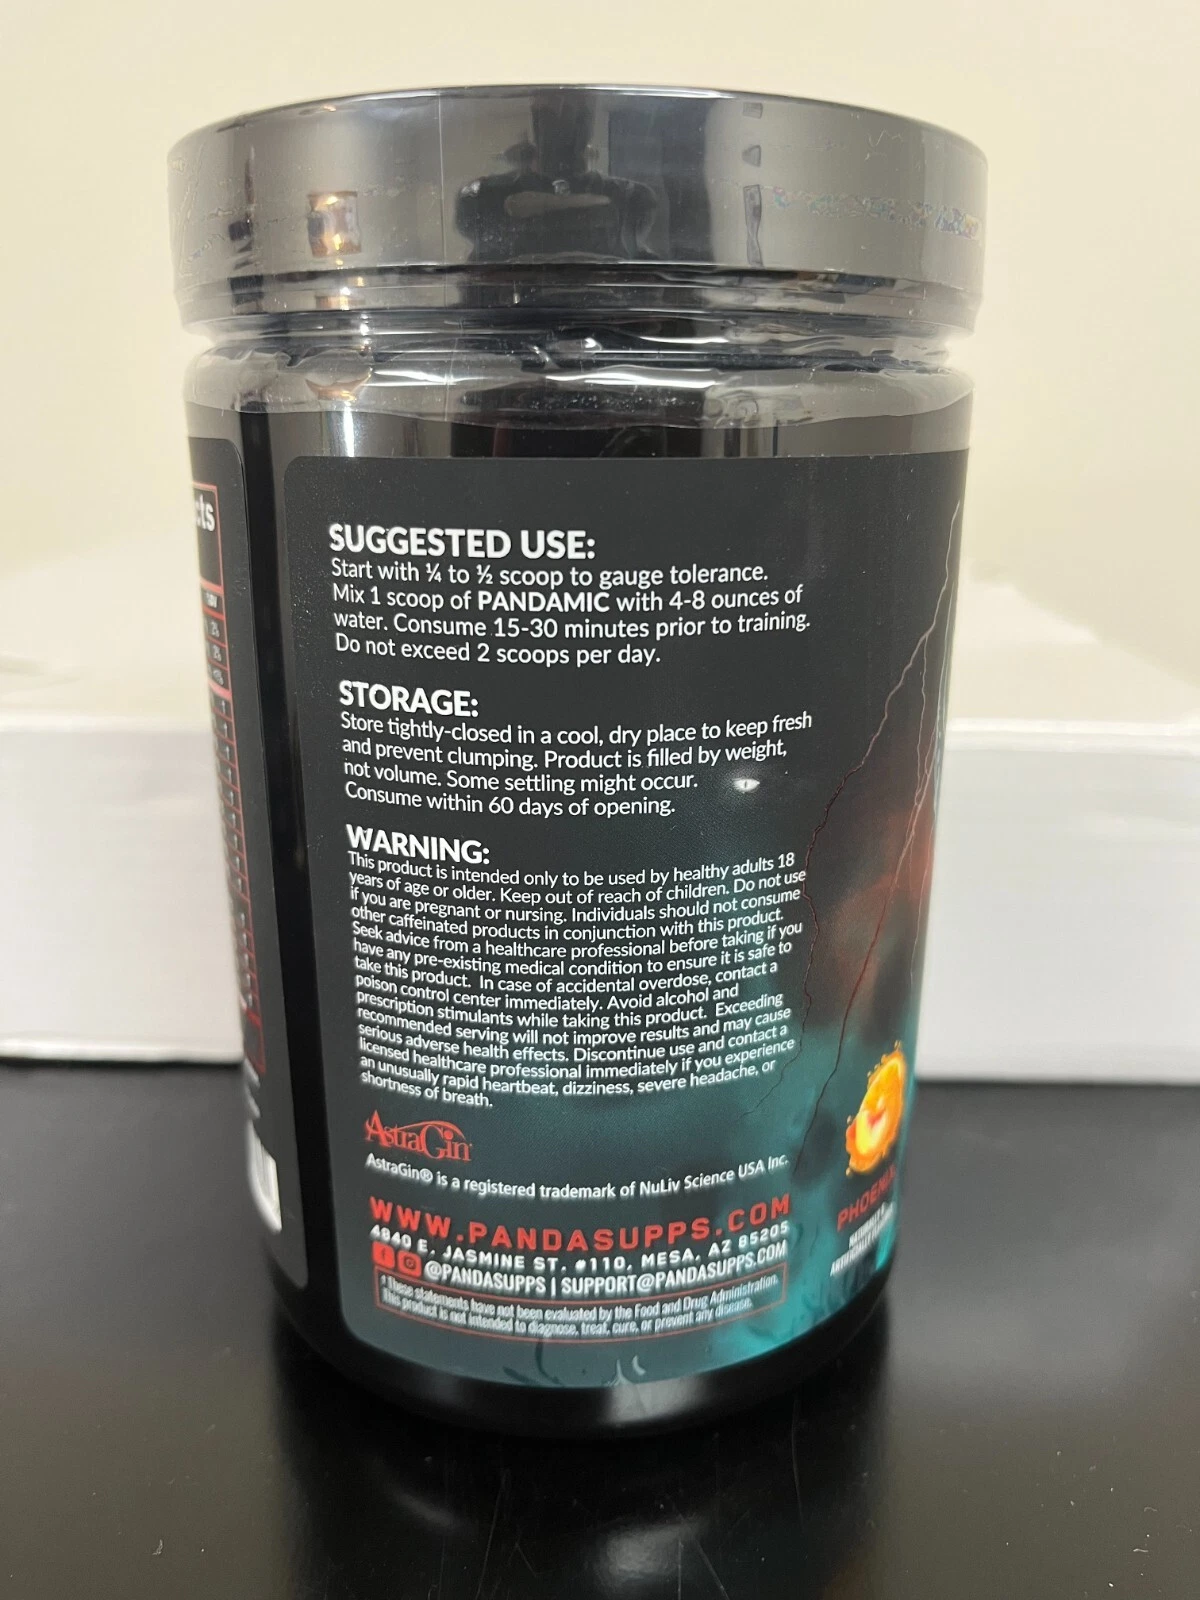 cts
SUGGESTED USE:
Start with ¼ to ½ scoop to gauge tolerance.
Mix 1 scoop of PANDAMIC with 4-8 ounces of
water. Consume 15-30 minutes prior to training.
Do not exceed 2 scoops per day.
STORAGE:
Store tightly-closed in a cool, dry place to keep fresh
and prevent clumping. Product is filled by weight,
not volume. Some settling might occur.
Consume within 60 days of opening.
WARNING:
This product is intended only to be used by healthy adults 18
years of age or older. Keep out of reach of children. Do not use
if you are pregnant or nursing. Individuals should not consume
other caffeinated products in conjunction with this product.
Seek advice from a healthcare professional before taking if you
have any pre-existing medical condition to ensure it is safe to
take this product. In case of accidental overdose, contact a
poison control center immediately. Avoid alcohol and
prescription stimulants while taking this product. Exceeding
recommended serving will not improve results and may cause
serious adverse health effects. Discontinue use and contact a
licensed healthcare professional immediately if you experience
an unusually rapid heartbeat, dizziness, severe headache, or
shortness of breath.
AstraGin
AstraGin® is a registered trademark of NuLiv Science USA Inc.
WWW.PANDASUPPS.COM
4840 E. JASMINE ST. #110, MESA, AZ 85205
@PANDASUPPS | SUPPORT@PANDASUPPS.COM
† These statements have not been evaluated by the Food and Drug Administration.
This product is not intended to diagnose, treat, cure, or prevent any disease.
PHOENIX
NATURALLY &
ARTIFICIALLY FLAVORED